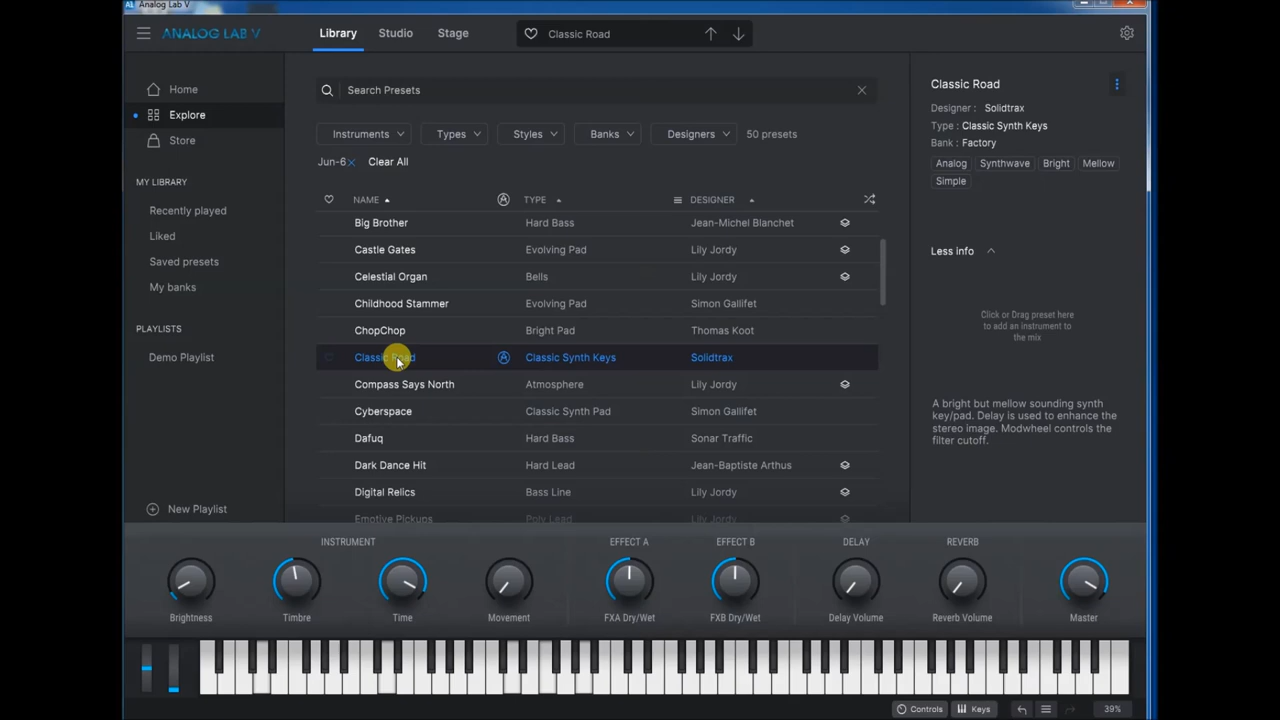 Analog Lab V
ANALOG LAB V
Library Studio Stage
Classic Road
Home
Explore
Store
MY LIBRARY
Recently played
Liked
Saved presets
My banks
PLAYLISTS
Demo Playlist
New Playlist
Search Presets
Instruments Types Styles Banks Designers 50 presets
Jun-6 Clear All
NAME TYPE DESIGNER
Big Brother Hard Bass Jean-Michel Blanchet
Castle Gates Evolving Pad Lily Jordy
Celestial Organ Bells Lily Jordy
Childhood Stammer Evolving Pad Simon Gallifet
ChopChop Bright Pad Thomas Koot
Classic Road Classic Synth Keys Solidtrax
Compass Says North Atmosphere Lily Jordy
Cyberspace Classic Synth Pad Simon Gallifet
Dafuq Hard Bass Sonar Traffic
Dark Dance Hit Hard Lead Jean-Baptiste Arthus
Digital Relics Bass Line Lily Jordy
Emotive Pickups Poly Lead Lily Jordy
Classic Road
Designer : Solidtrax
Type : Classic Synth Keys
Bank : Factory
Analog Synthwave Bright Mellow
Simple
Less info
Click or Drag preset here
to add an instrument to
the mix
A bright but mellow sounding synth
key/pad. Delay is used to enhance the
stereo image. Modwheel controls the
filter cutoff.
INSTRUMENT EFFECT A EFFECT B DELAY REVERB
Brightness Timbre Time Movement FXA Dry/Wet FXB Dry/Wet Delay Volume Reverb Volume Master
Controls Keys 39%